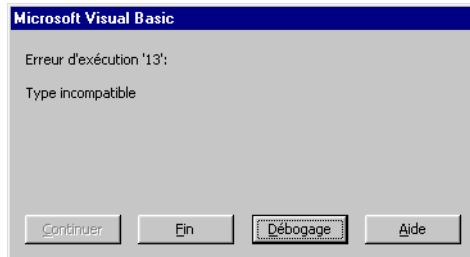 Microsoft Visual Basic
Erreur d'exécution '13':
Type incompatible
Continuer Fin Débogage Aide